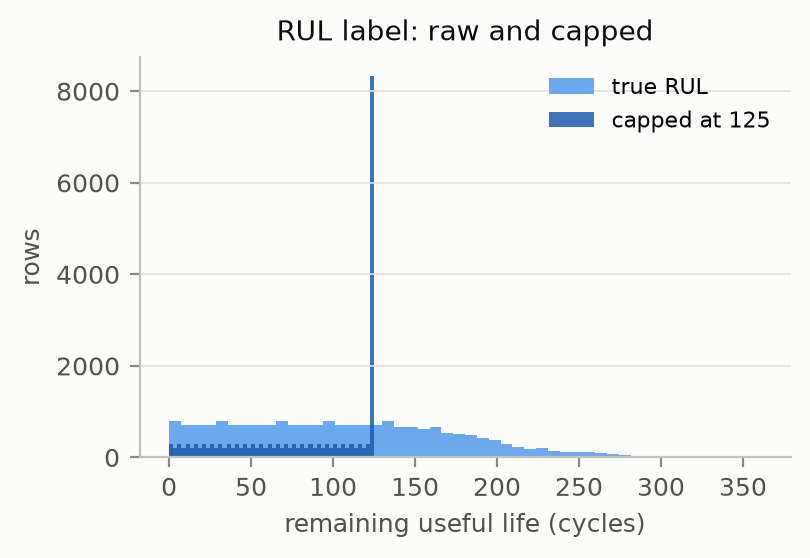 RUL label: raw and capped
true RUL
capped at 125
8000
6000
4000
2000
0
rows
0 50 100 150 200 250 300 350
remaining useful life (cycles)